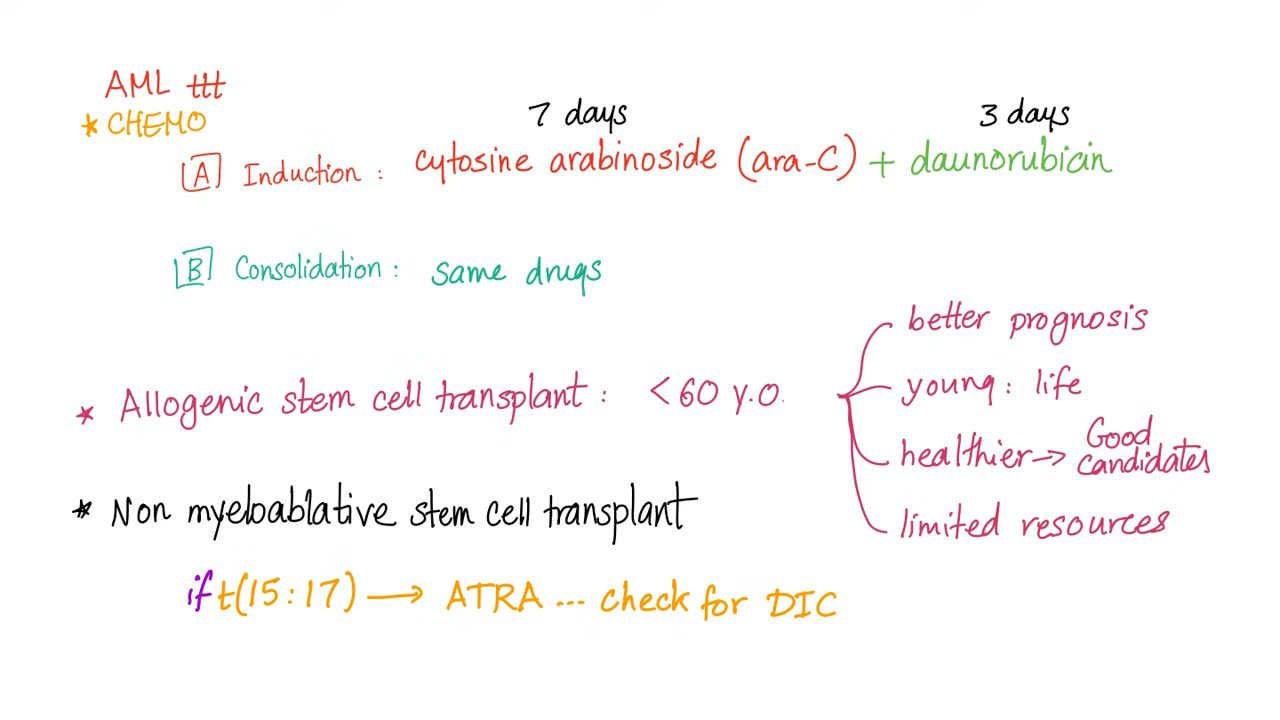 AML ttt
* CHEMO
7 days 3 days
[A] Induction : cytosine arabinoside (ara-C) + daunorubicin
[B] Consolidation : same drugs
* Allogenic stem cell transplant : < 60 y.o.
better prognosis
young : life
healthier → Good candidates
limited resources
* Non myeloablative stem cell transplant
if t(15:17) → ATRA ... check for DIC